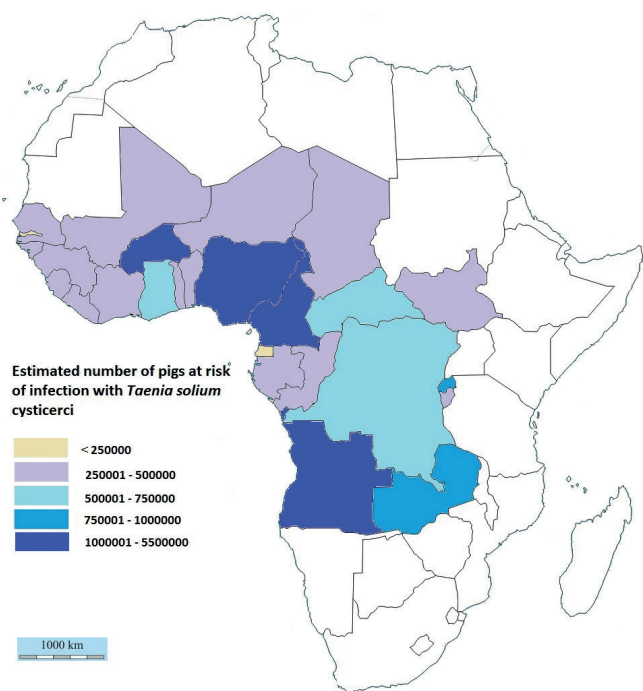 Estimated number of pigs at risk
of infection with Taenia solium
cysticerci
< 250000
250001 - 500000
500001 - 750000
750001 - 1000000
1000001 - 5500000
1000 km